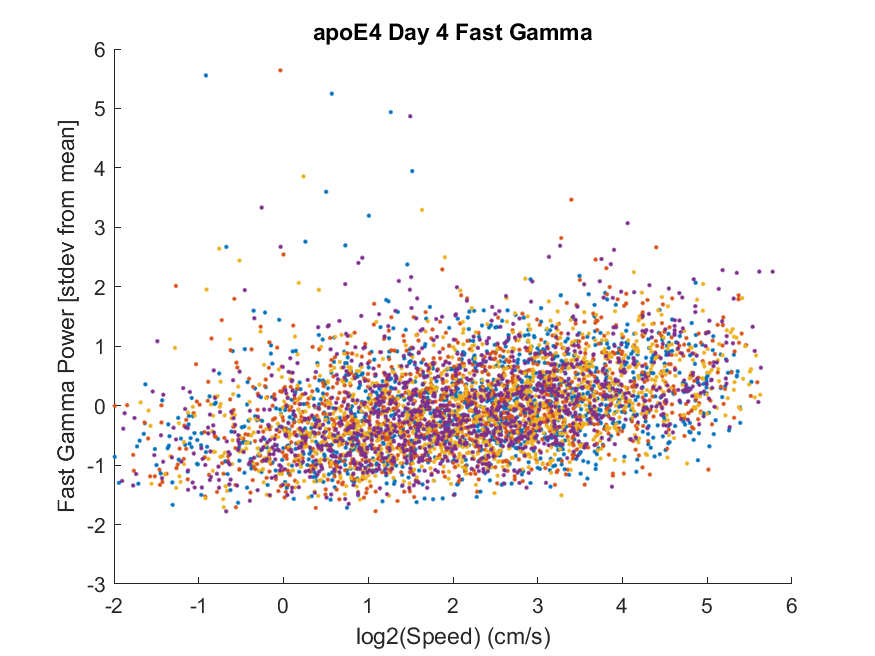 apoE4 Day 4 Fast Gamma
Fast Gamma Power [stdev from mean]
6
5
4
3
2
1
0
-1
-2
-3
-2 -1 0 1 2 3 4 5 6
log2(Speed) (cm/s)